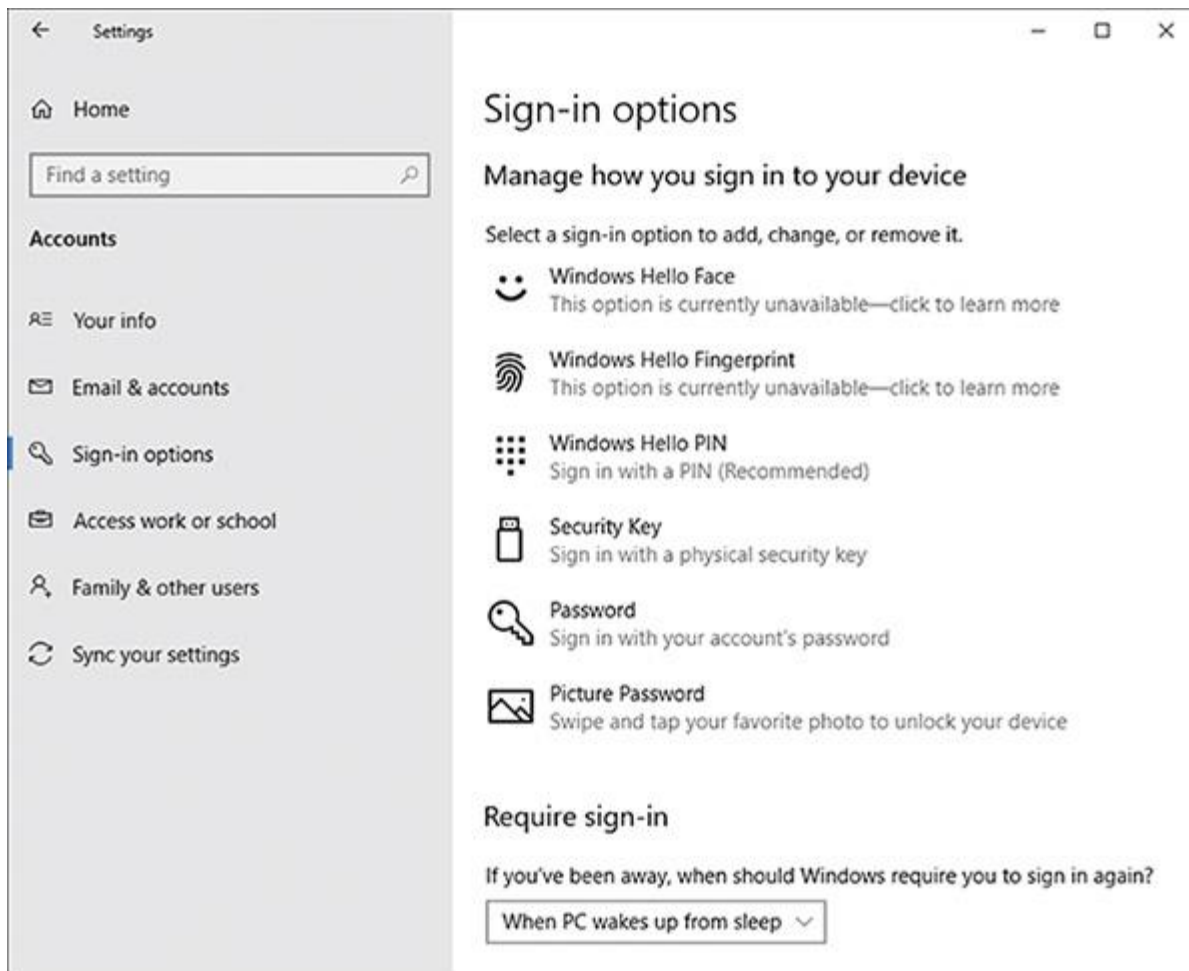 Settings
Home
Find a setting
Accounts
Your info
Email & accounts
Sign-in options
Access work or school
Family & other users
Sync your settings
Sign-in options
Manage how you sign in to your device
Select a sign-in option to add, change, or remove it.
Windows Hello Face
This option is currently unavailable—click to learn more
Windows Hello Fingerprint
This option is currently unavailable—click to learn more
Windows Hello PIN
Sign in with a PIN (Recommended)
Security Key
Sign in with a physical security key
Password
Sign in with your account's password
Picture Password
Swipe and tap your favorite photo to unlock your device
Require sign-in
If you've been away, when should Windows require you to sign in again?
When PC wakes up from sleep